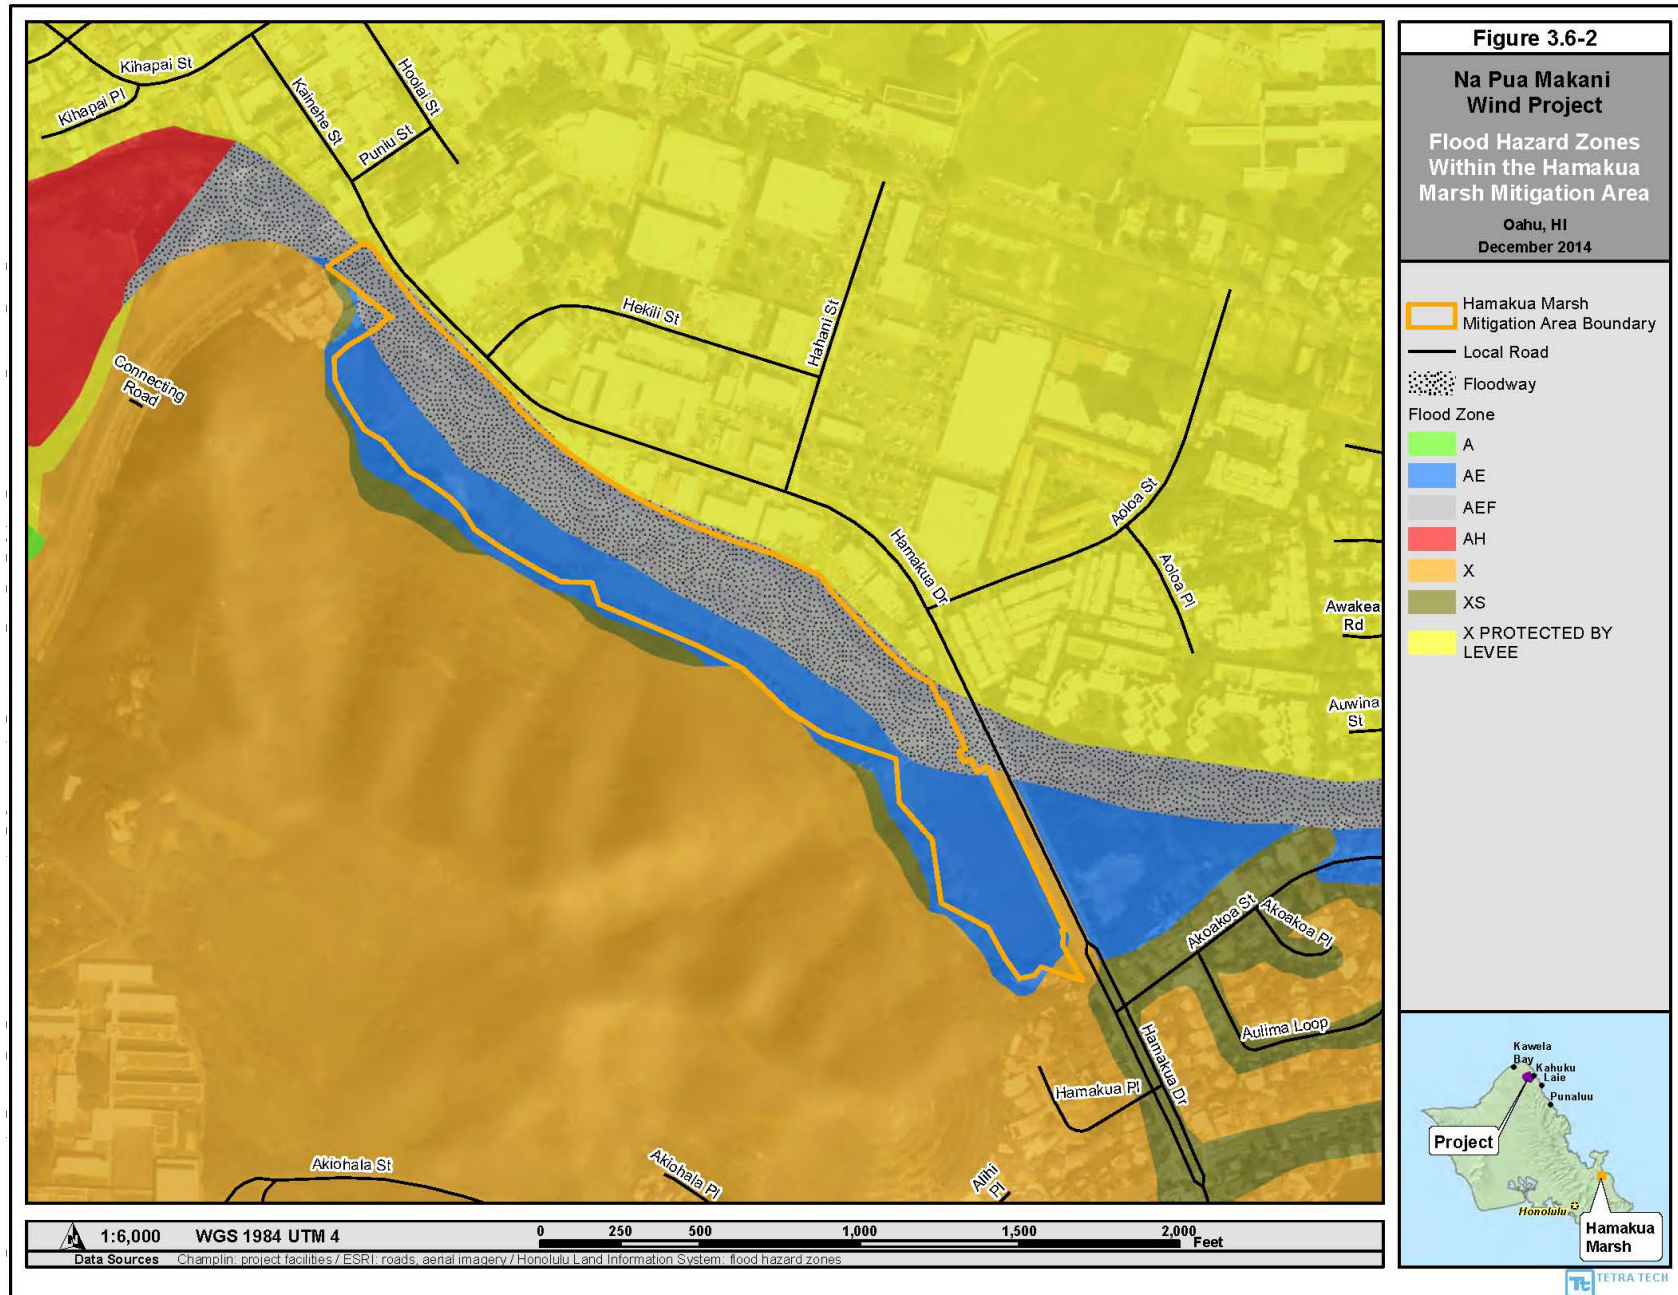 Figure 3.6-2
Na Pua Makani
Wind Project
Flood Hazard Zones
Within the Hamakua
Marsh Mitigation Area
Oahu, HI
December 2014
Hamakua Marsh
Mitigation Area Boundary
Local Road
Floodway
Flood Zone
A
AE
AEF
AH
X
XS
X PROTECTED BY
LEVEE
Kihapai St
Kihapai Pl
Kainehe St
Hoolai St
Puniu St
Connecting
Road
Hekili St
Hahani St
Hamakua Dr
Aoloa St
Aoloa Pl
Awakea
Rd
Auwina
St
Akoakoa St
Akoakoa Pl
Aulima Loop
Hamakua Dr
Hamakua Pl
Akiohala St
Akiohala Pl
Alihi
Pl
Kawela
Bay
Kahuku
Laie
Punaluu
Project
Honolulu
Hamakua
Marsh
1:6,000
WGS 1984 UTM 4
0 250 500 1,000 1,500 2,000
Feet
Data Sources Champlin: project facilities / ESRI: roads, aerial imagery / Honolulu Land Information System: flood hazard zones
Tt TETRA TECH